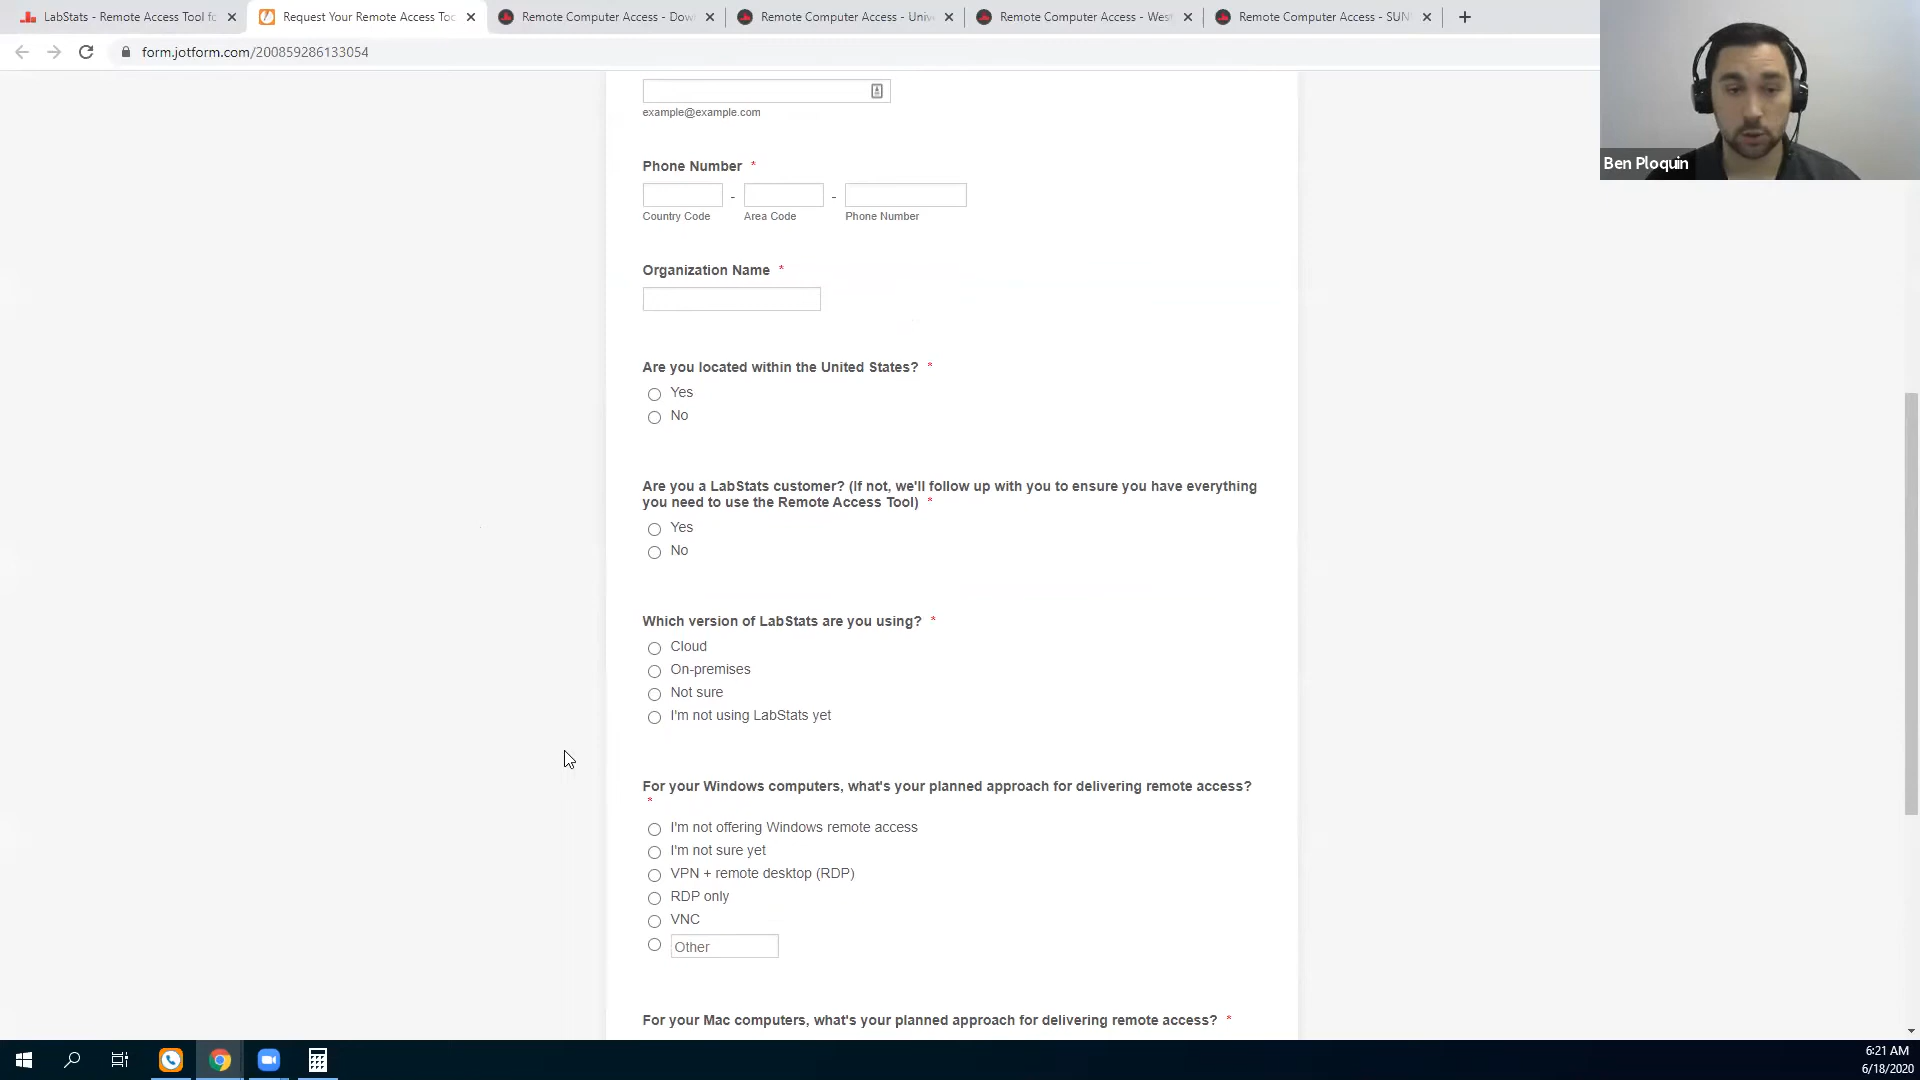 LabStats - Remote Access Tool fo
Request Your Remote Access Too
Remote Computer Access - Dow
Remote Computer Access - Unive
Remote Computer Access - West
Remote Computer Access - SUN
form.jotform.com/200859286133054
Ben Ploquin
example@example.com
Phone Number *
- -
Country Code Area Code Phone Number
Organization Name *
Are you located within the United States? *
Yes
No
Are you a LabStats customer? (If not, we'll follow up with you to ensure you have everything
you need to use the Remote Access Tool) *
Yes
No
Which version of LabStats are you using? *
Cloud
On-premises
Not sure
I'm not using LabStats yet
For your Windows computers, what's your planned approach for delivering remote access?
*
I'm not offering Windows remote access
I'm not sure yet
VPN + remote desktop (RDP)
RDP only
VNC
Other
For your Mac computers, what's your planned approach for delivering remote access? *
6:21 AM
6/18/2020